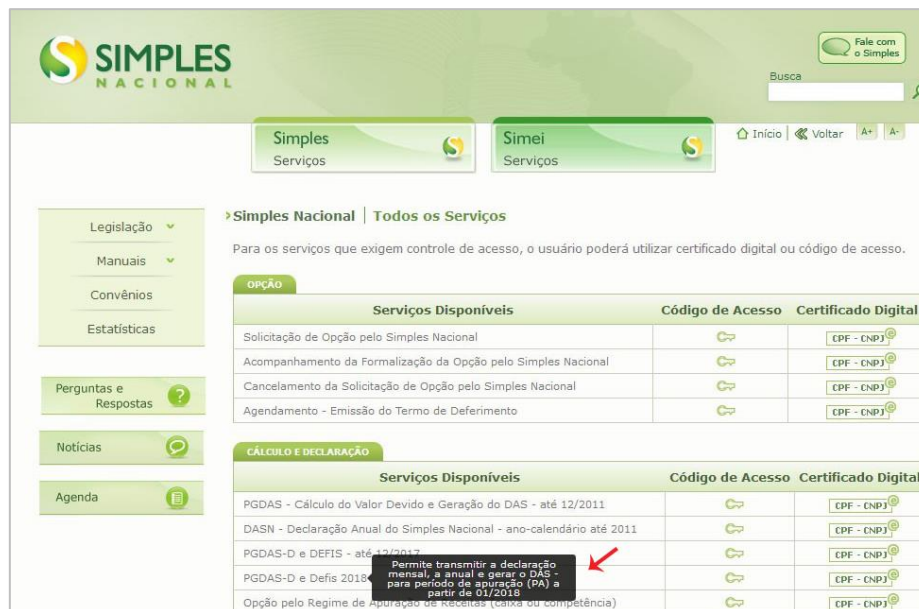 SIMPLES
NACIONAL
Fale com
o Simples
Busca
Simples
Serviços
Simei
Serviços
Início
Voltar
A+
A-
Legislação
Manuais
Convênios
Estatísticas
Perguntas e
Respostas
Notícias
Agenda
Simples Nacional | Todos os Serviços
Para os serviços que exigem controle de acesso, o usuário poderá utilizar certificado digital ou código de acesso.
OPÇÃO
Serviços Disponíveis Código de Acesso Certificado Digital
Solicitação de Opção pelo Simples Nacional CPF - CNPJ
Acompanhamento da Formalização da Opção pelo Simples Nacional CPF - CNPJ
Cancelamento da Solicitação de Opção pelo Simples Nacional CPF - CNPJ
Agendamento - Emissão do Termo de Deferimento CPF - CNPJ
CÁLCULO E DECLARAÇÃO
Serviços Disponíveis Código de Acesso Certificado Digital
PGDAS - Cálculo do Valor Devido e Geração do DAS - até 12/2011 CPF - CNPJ
DASN - Declaração Anual do Simples Nacional - ano-calendário até 2011 CPF - CNPJ
PGDAS-D e DEFIS - até 12/2017 CPF - CNPJ
PGDAS-D e Defis 2018 CPF - CNPJ
Permite transmitir a declaração
mensal, a anual e gerar o DAS -
para período de apuração (PA) a
partir de 01/2018
Opção pelo Regime de Apuração de Receitas (caixa ou competência) CPF - CNPJ